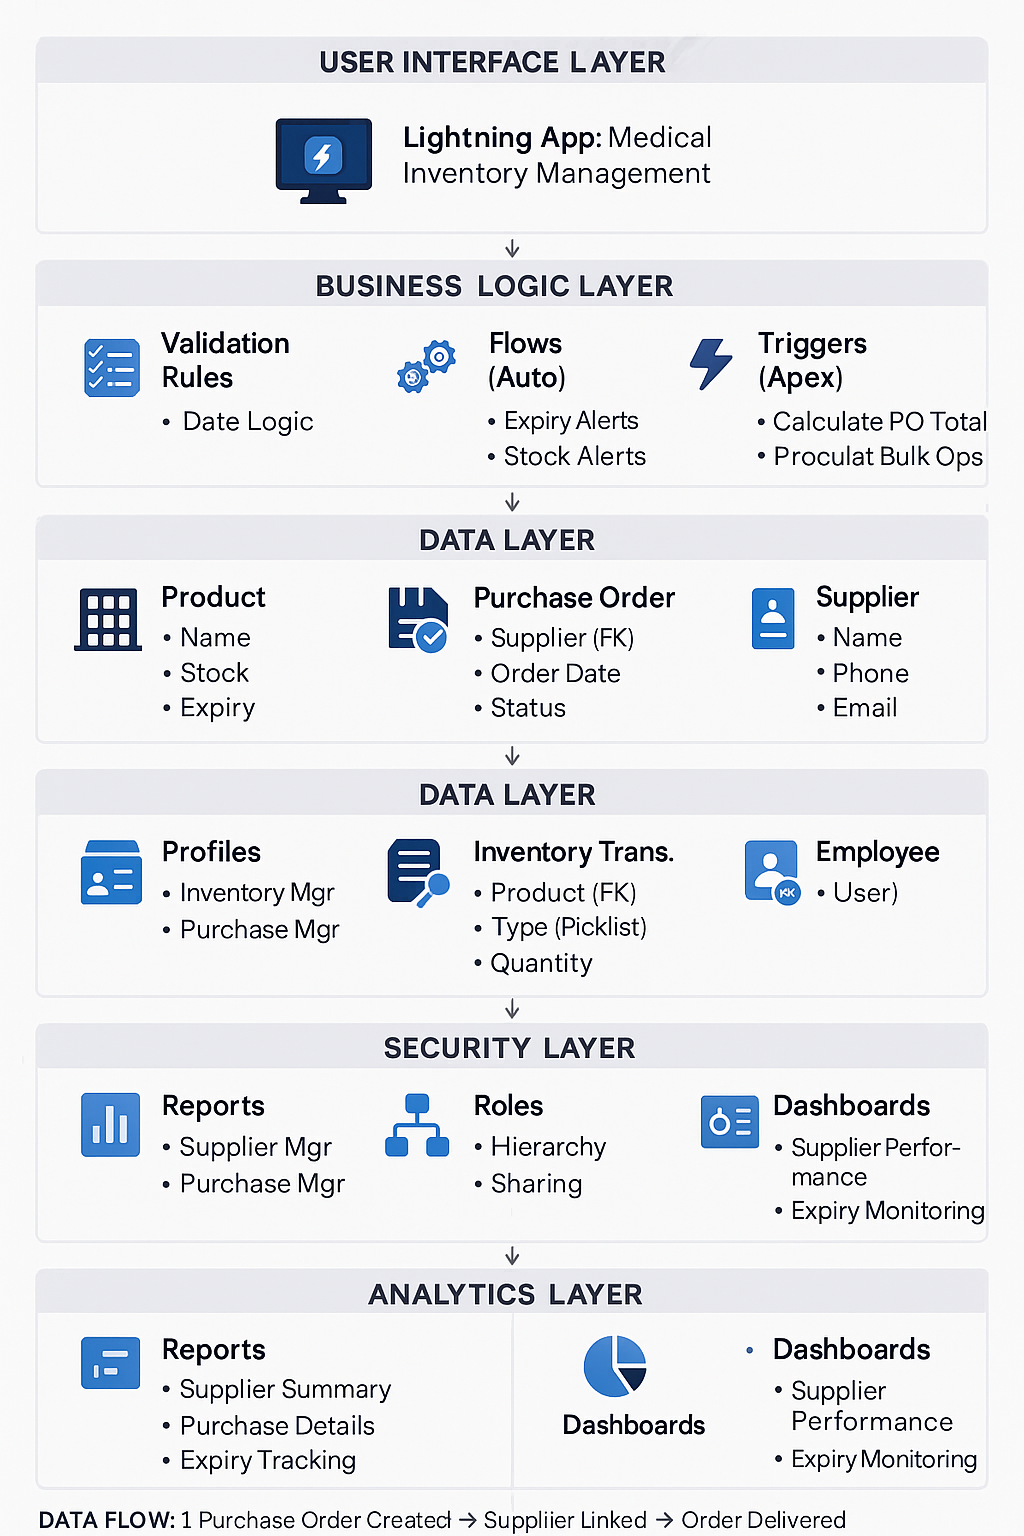 USER INTERFACE LAYER
Lightning App: Medical
Inventory Management
BUSINESS LOGIC LAYER
Validation
Rules
• Date Logic
Flows
(Auto)
• Expiry Alerts
• Stock Alerts
Triggers
(Apex)
• Calculate PO Total
• Proculat Bulk Ops
DATA LAYER
Product
• Name
• Stock
• Expiry
Purchase Order
• Supplier (FK)
• Order Date
• Status
Supplier
• Name
• Phone
• Email
DATA LAYER
Profiles
• Inventory Mgr
• Purchase Mgr
Inventory Trans.
• Product (FK)
• Type (Picklist)
• Quantity
KK
Employee
• User)
SECURITY LAYER
Reports
• Supplier Mgr
• Purchase Mgr
Roles
• Hierarchy
• Sharing
Dashboards
• Supplier Perfor-
mance
• Expiry Monitoring
ANALYTICS LAYER
Reports
• Supplier Summary
• Purchase Details
• Expiry Tracking
Dashboards
• Dashboards
• Supplier
Performance
• Expiry Monitoring
DATA FLOW: 1 Purchase Order Created → Suppliier Linked → Order Delivered